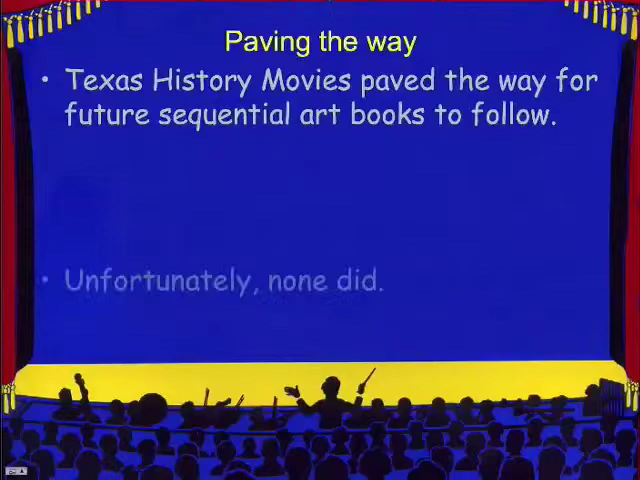 Paving the way
• Texas History Movies paved the way for
future sequential art books to follow.
• Unfortunately, none did.